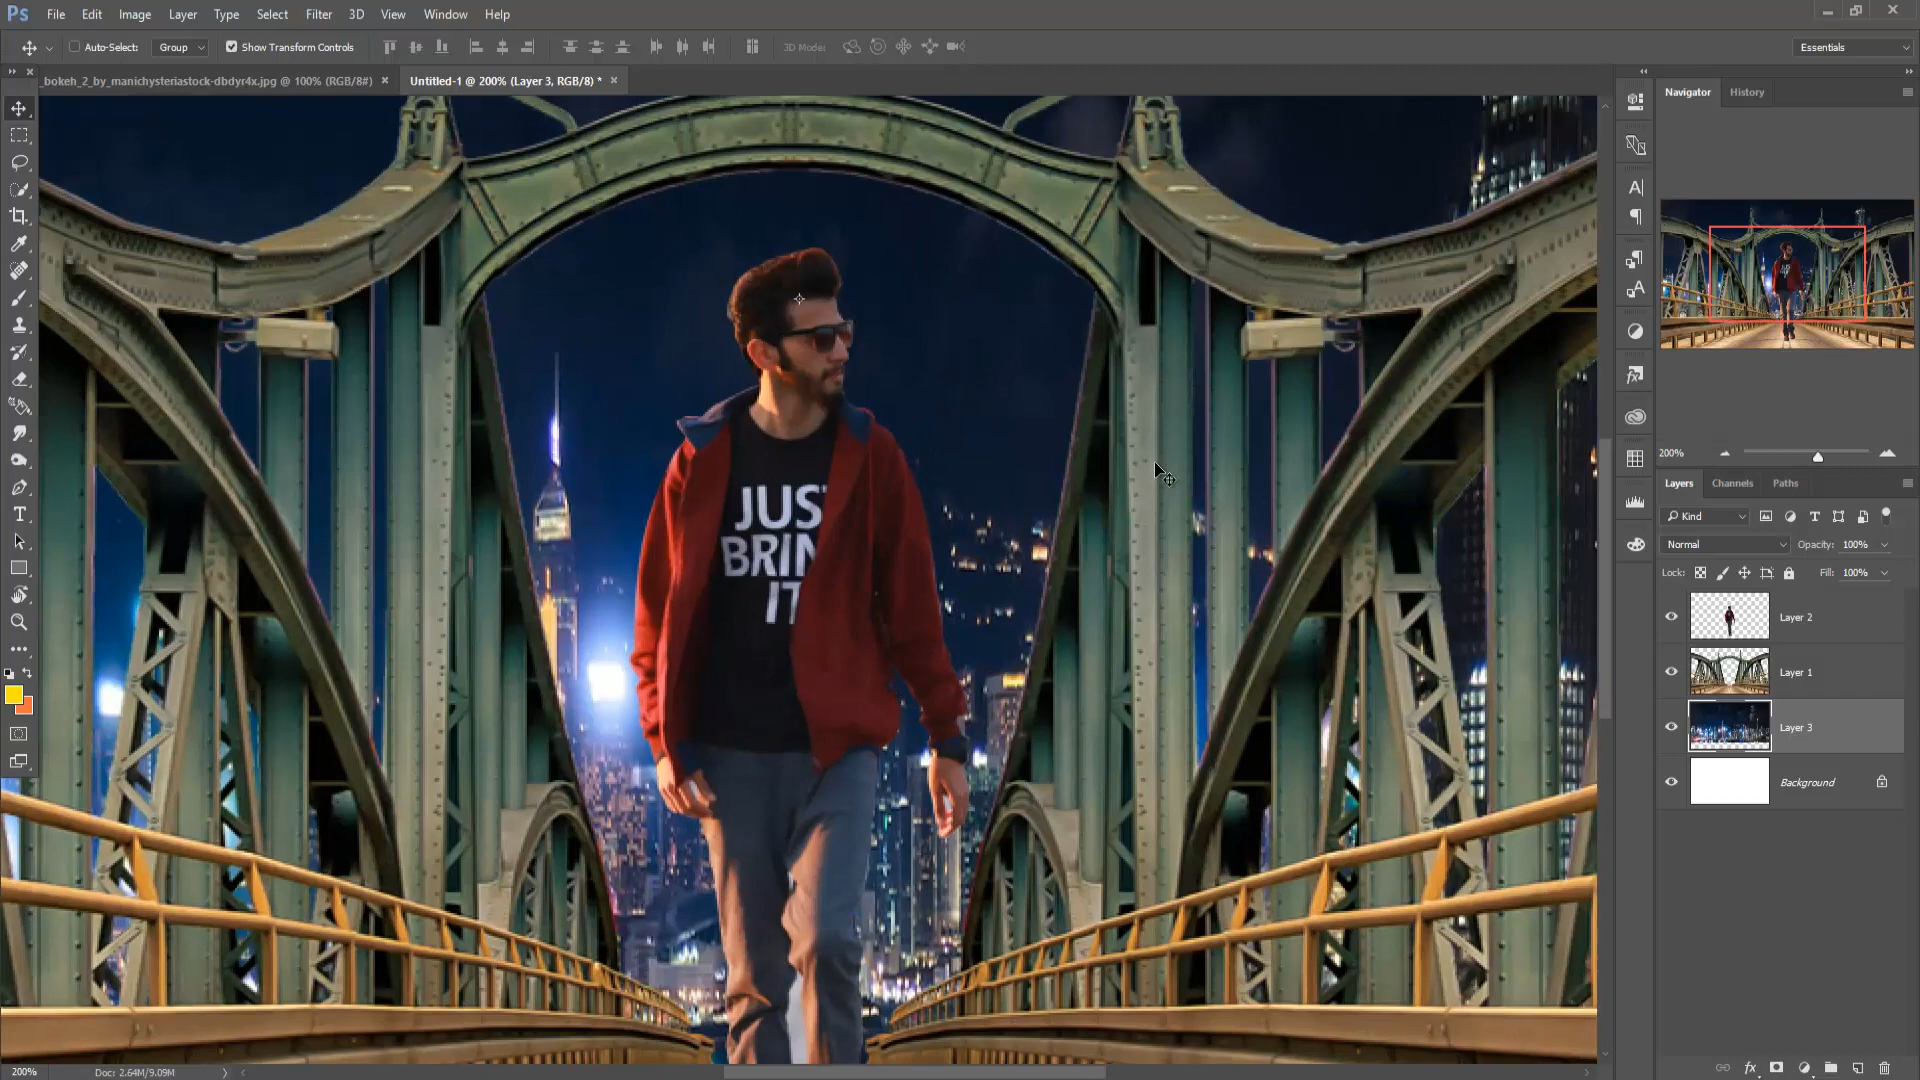 Ps File Edit Image Layer Type Select Filter 3D View Window Help
Auto-Select: Group Show Transform Controls 3D Mode: Essentials
_bokeh_2_by_manichysteriastock-dbdyr4x.jpg @ 100% (RGB/8#) × Untitled-1 @ 200% (Layer 3, RGB/8) * ×
Navigator History
200%
Layers Channels Paths
Kind
Normal Opacity: 100%
Lock: Fill: 100%
Layer 2
Layer 1
Layer 3
Background
JUST
BRIN
IT
200% Doc: 2.64M/9.09M